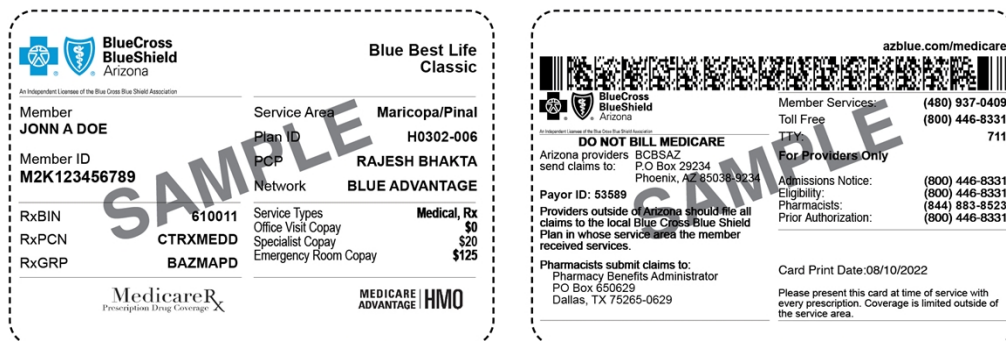 BlueCross
BlueShield
Arizona
An Independent Licensee of the Blue Cross Blue Shield Association
Blue Best Life
Classic
Member
JONN A DOE
Member ID
M2K123456789
Service Area Maricopa/Pinal
Plan ID H0302-006
PCP RAJESH BHAKTA
Network BLUE ADVANTAGE
RxBIN 610011
RxPCN CTRXMEDD
RxGRP BAZMAPD
Service Types Medical, Rx
Office Visit Copay $0
Specialist Copay $20
Emergency Room Copay $125
MedicareRx
Prescription Drug Coverage
MEDICARE
ADVANTAGE HMO
SAMPLE
azblue.com/medicare
BlueCross
BlueShield
Arizona
An Independent Licensee of the Blue Cross Blue Shield Association
DO NOT BILL MEDICARE
Arizona providers BCBSAZ
send claims to: P.O Box 29234
Phoenix, AZ 85038-9234
Payor ID: 53589
Providers outside of Arizona should file all
claims to the local Blue Cross Blue Shield
Plan in whose service area the member
received services.
Pharmacists submit claims to:
Pharmacy Benefits Administrator
PO Box 650629
Dallas, TX 75265-0629
Member Services: (480) 937-0409
Toll Free (800) 446-8331
TTY: 711
For Providers Only
Admissions Notice: (800) 446-8331
Eligibility: (800) 446-8331
Pharmacists: (844) 883-8523
Prior Authorization: (800) 446-8331
Card Print Date:08/10/2022
Please present this card at time of service with
every prescription. Coverage is limited outside of
the service area.
SAMPLE